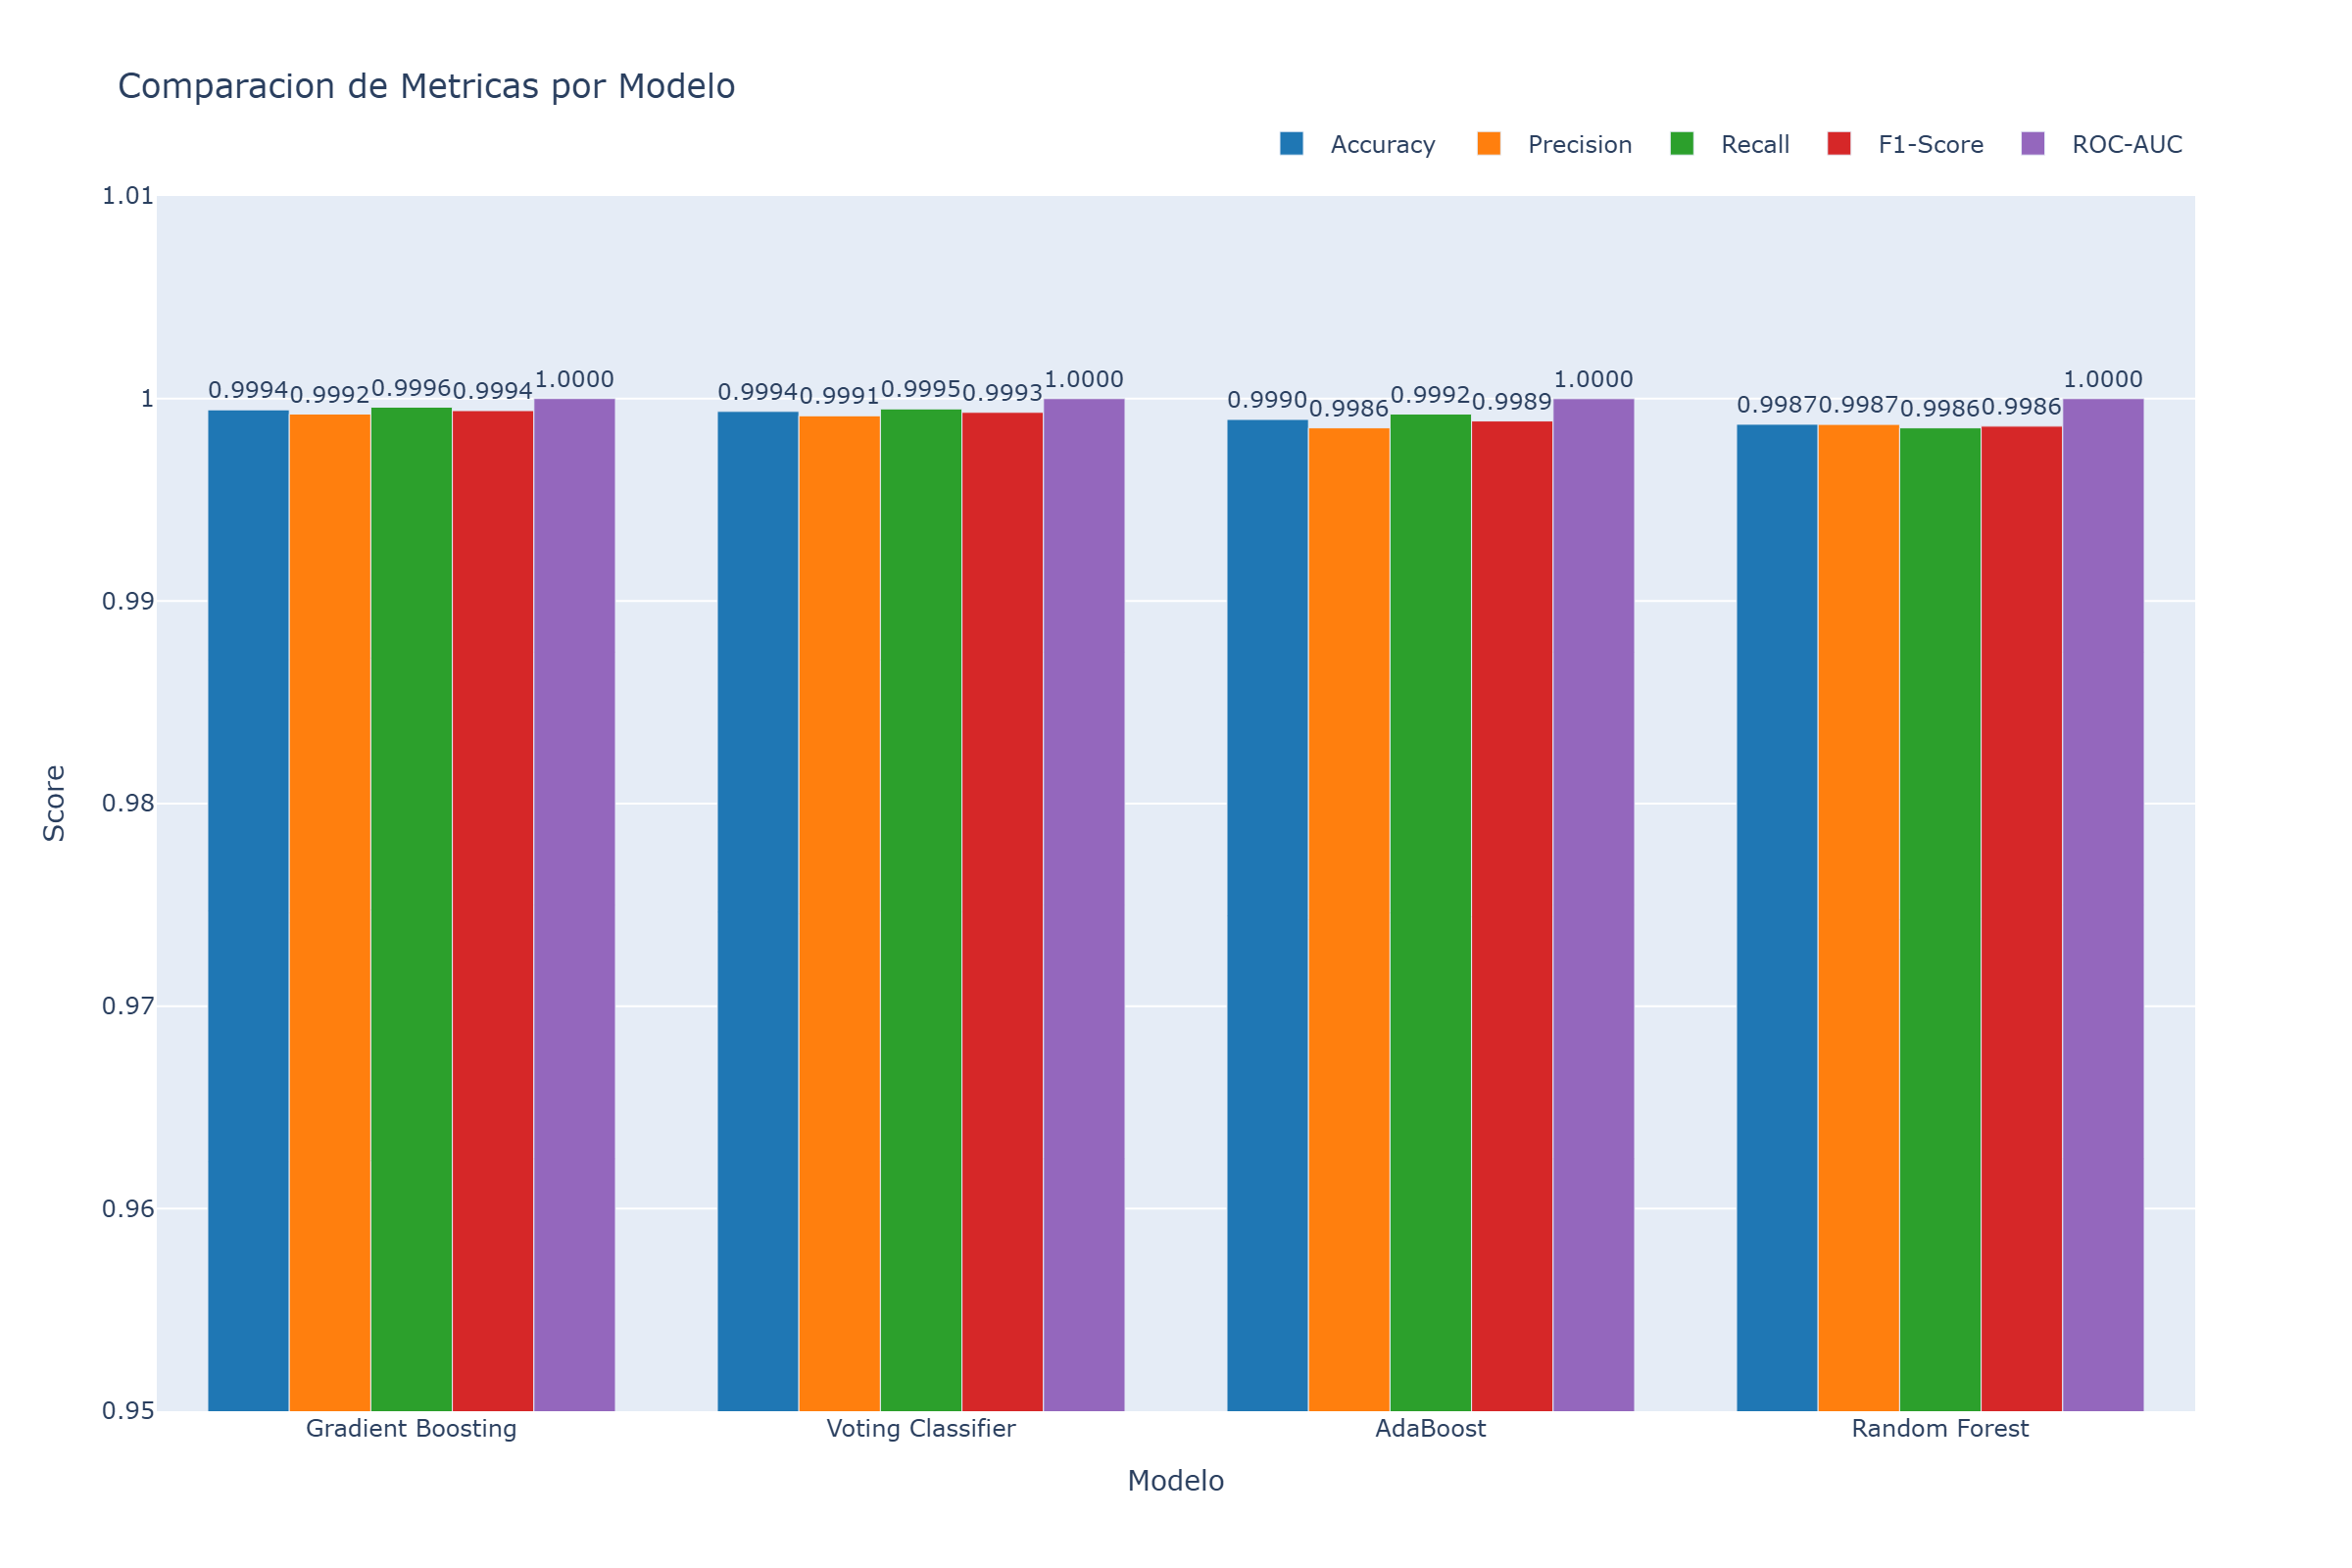 Comparacion de Metricas por Modelo
Accuracy Precision Recall F1-Score ROC-AUC
1.01
0.9994 0.9992 0.9996 0.9994 1.0000 0.9994 0.9991 0.9995 0.9993 1.0000 0.9990 0.9986 0.9992 0.9989 1.0000 0.9987 0.9987 0.9986 0.9986 1.0000
1
0.99
0.98
Score
0.97
0.96
0.95
Gradient Boosting Voting Classifier AdaBoost Random Forest
Modelo